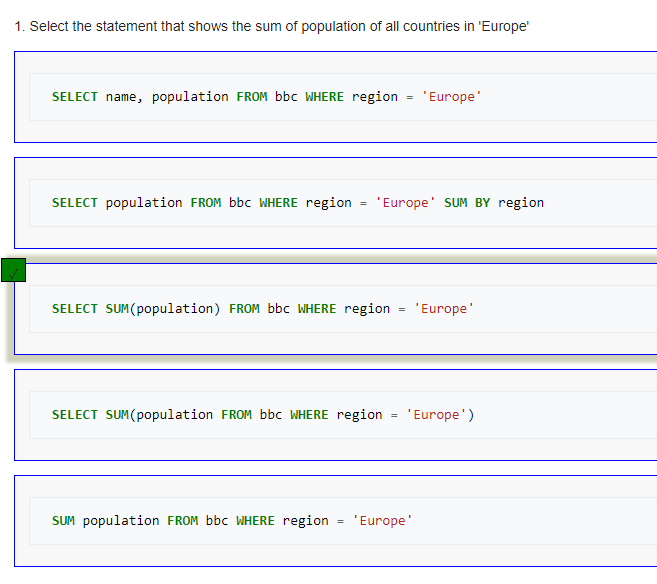 1. Select the statement that shows the sum of population of all countries in 'Europe'
SELECT name, population FROM bbc WHERE region = 'Europe'
SELECT population FROM bbc WHERE region = 'Europe' SUM BY region
SELECT SUM(population) FROM bbc WHERE region = 'Europe'
SELECT SUM(population FROM bbc WHERE region = 'Europe')
SUM population FROM bbc WHERE region = 'Europe'